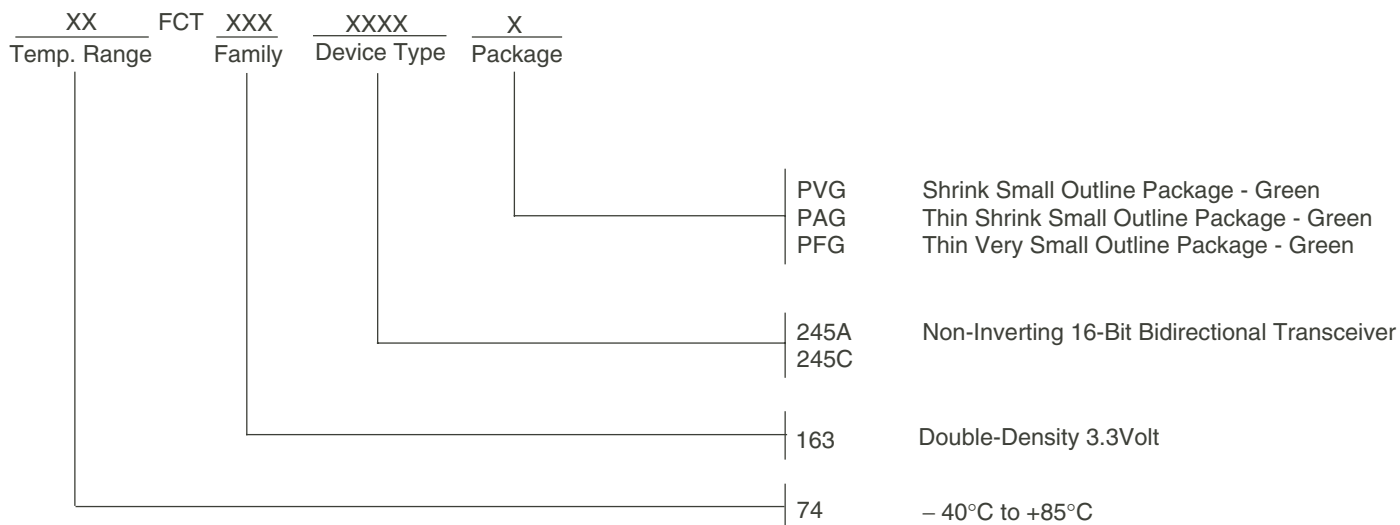 XX FCT XXX XXXX X
Temp. Range Family Device Type Package
PVG Shrink Small Outline Package - Green
PAG Thin Shrink Small Outline Package - Green
PFG Thin Very Small Outline Package - Green
245A Non-Inverting 16-Bit Bidirectional Transceiver
245C
163 Double-Density 3.3Volt
74 – 40°C to +85°C